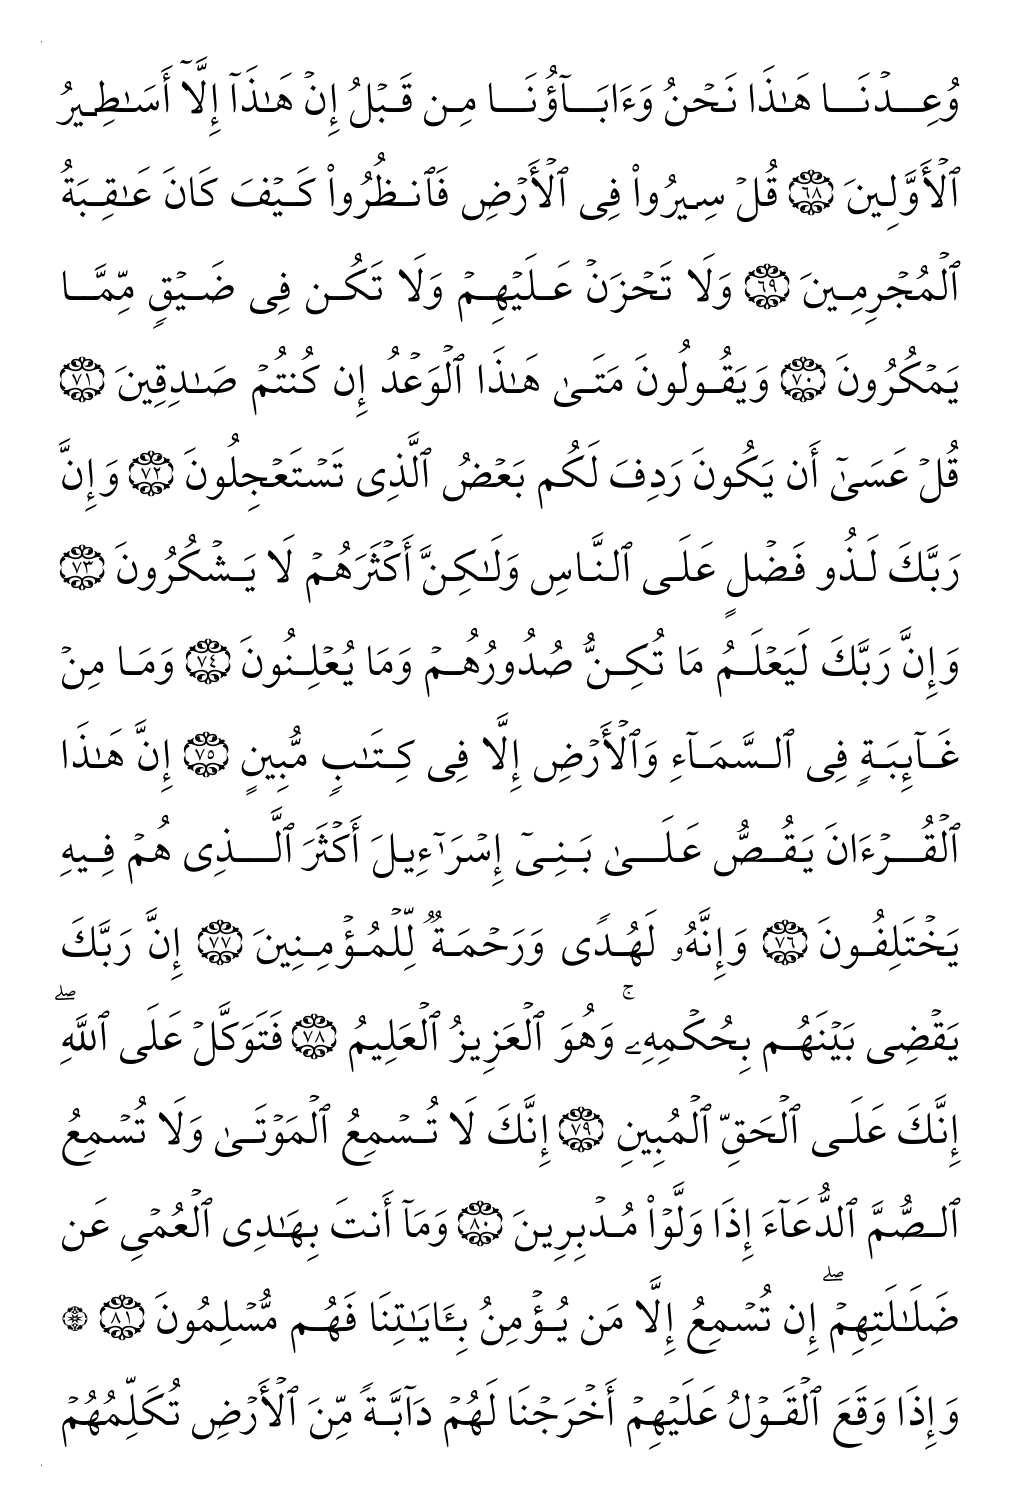 وُعِدۡنَا هَٰذَا نَحۡنُ وَءَابَآؤُنَا مِن قَبۡلُ إِنۡ هَٰذَآ إِلَّآ أَسَٰطِيرُ
ٱلۡأَوَّلِينَ ٦٨ قُلۡ سِيرُواْ فِى ٱلۡأَرۡضِ فَٱنظُرُواْ كَيۡفَ كَانَ عَٰقِبَةُ
ٱلۡمُجۡرِمِينَ ٦٩ وَلَا تَحۡزَنۡ عَلَيۡهِمۡ وَلَا تَكُن فِى ضَيۡقٍ مِّمَّا
يَمۡكُرُونَ ٧٠ وَيَقُولُونَ مَتَىٰ هَٰذَا ٱلۡوَعۡدُ إِن كُنتُمۡ صَٰدِقِينَ ٧١
قُلۡ عَسَىٰٓ أَن يَكُونَ رَدِفَ لَكُم بَعۡضُ ٱلَّذِى تَسۡتَعۡجِلُونَ ٧٢ وَإِنَّ
رَبَّكَ لَذُو فَضۡلٍ عَلَى ٱلنَّاسِ وَلَٰكِنَّ أَكۡثَرَهُمۡ لَا يَشۡكُرُونَ ٧٣
وَإِنَّ رَبَّكَ لَيَعۡلَمُ مَا تُكِنُّ صُدُورُهُمۡ وَمَا يُعۡلِنُونَ ٧٤ وَمَا مِنۡ
غَآئِبَةٍ فِى ٱلسَّمَآءِ وَٱلۡأَرۡضِ إِلَّا فِى كِتَٰبٍ مُّبِينٍ ٧٥ إِنَّ هَٰذَا
ٱلۡقُرۡءَانَ يَقُصُّ عَلَىٰ بَنِىٓ إِسۡرَٰٓءِيلَ أَكۡثَرَ ٱلَّذِى هُمۡ فِيهِ
يَخۡتَلِفُونَ ٧٦ وَإِنَّهُۥ لَهُدًى وَرَحۡمَةٌ لِّلۡمُؤۡمِنِينَ ٧٧ إِنَّ رَبَّكَ
يَقۡضِى بَيۡنَهُم بِحُكۡمِهِۦۚ وَهُوَ ٱلۡعَزِيزُ ٱلۡعَلِيمُ ٧٨ فَتَوَكَّلۡ عَلَى ٱللَّهِۖ
إِنَّكَ عَلَى ٱلۡحَقِّ ٱلۡمُبِينِ ٧٩ إِنَّكَ لَا تُسۡمِعُ ٱلۡمَوۡتَىٰ وَلَا تُسۡمِعُ
ٱلصُّمَّ ٱلدُّعَآءَ إِذَا وَلَّوۡاْ مُدۡبِرِينَ ٨٠ وَمَآ أَنتَ بِهَٰدِى ٱلۡعُمۡىِ عَن
ضَلَٰلَتِهِمۡۖ إِن تُسۡمِعُ إِلَّا مَن يُؤۡمِنُ بِـَٔايَٰتِنَا فَهُم مُّسۡلِمُونَ ٨١ ۞
وَإِذَا وَقَعَ ٱلۡقَوۡلُ عَلَيۡهِمۡ أَخۡرَجۡنَا لَهُمۡ دَآبَّةً مِّنَ ٱلۡأَرۡضِ تُكَلِّمُهُمۡ